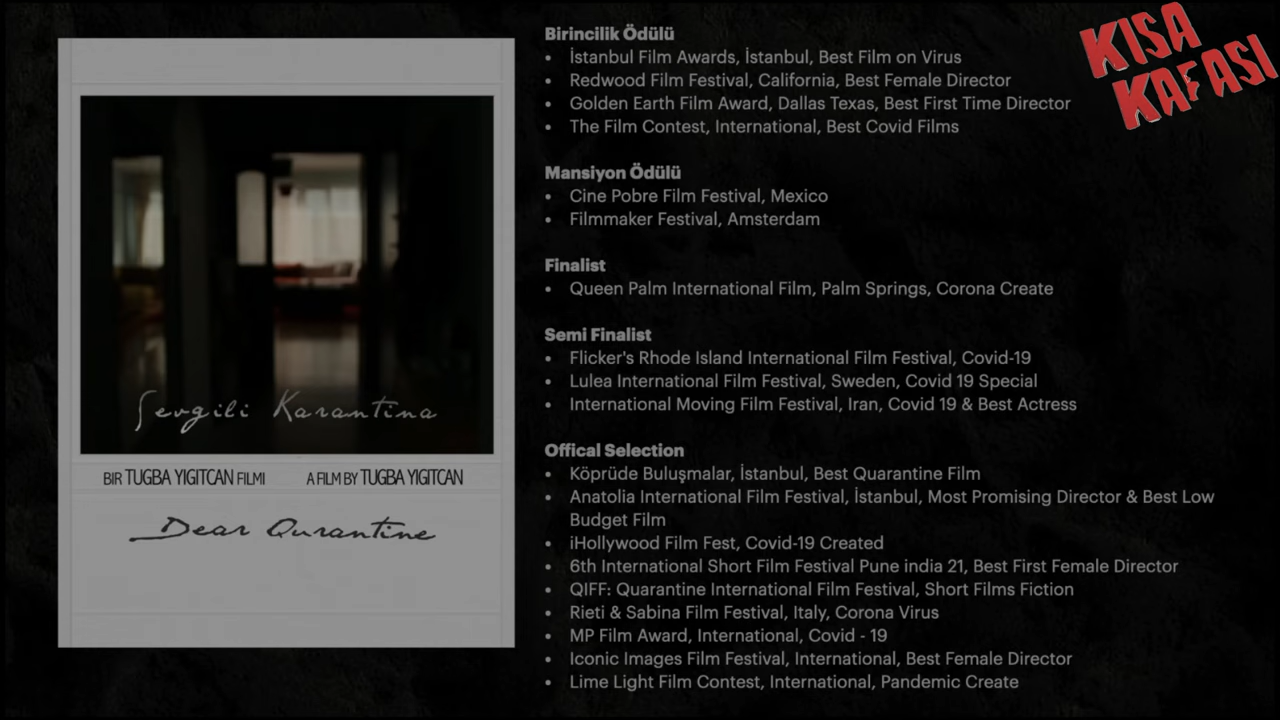 KISA
KAFASI
Sevgili Karantina
BIR TUGBA YIGITCAN FILMI
A FILM BY TUGBA YIGITCAN
Dear Qurantine
Birincilik Ödülü
• İstanbul Film Awards, İstanbul, Best Film on Virus
• Redwood Film Festival, California, Best Female Director
• Golden Earth Film Award, Dallas Texas, Best First Time Director
• The Film Contest, International, Best Covid Films
Mansiyon Ödülü
• Cine Pobre Film Festival, Mexico
• Filmmaker Festival, Amsterdam
Finalist
• Queen Palm International Film, Palm Springs, Corona Create
Semi Finalist
• Flicker's Rhode Island International Film Festival, Covid-19
• Lulea International Film Festival, Sweden, Covid 19 Special
• International Moving Film Festival, Iran, Covid 19 & Best Actress
Offical Selection
• Köprüde Buluşmalar, İstanbul, Best Quarantine Film
• Anatolia International Film Festival, İstanbul, Most Promising Director & Best Low
Budget Film
• iHollywood Film Fest, Covid-19 Created
• 6th International Short Film Festival Pune india 21, Best First Female Director
• QIFF: Quarantine International Film Festival, Short Films Fiction
• Rieti & Sabina Film Festival, Italy, Corona Virus
• MP Film Award, International, Covid - 19
• Iconic Images Film Festival, International, Best Female Director
• Lime Light Film Contest, International, Pandemic Create